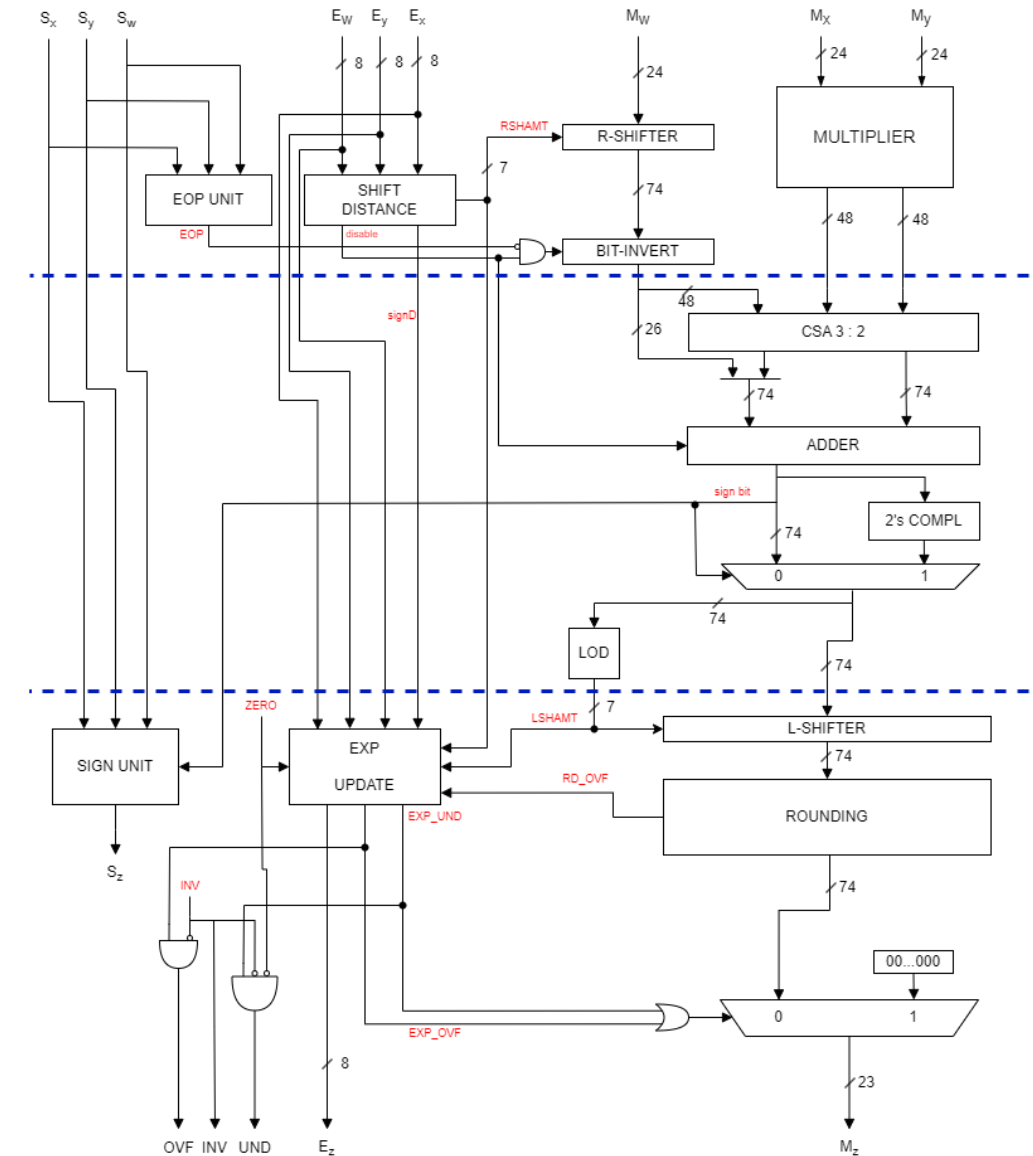 Sx Sy Sw EW Ey Ex MW MX My
8 8 8 24 24 24
RSHAMT R-SHIFTER MULTIPLIER
7 74
EOP UNIT SHIFT
DISTANCE
48 48
EOP disable
BIT-INVERT
48
signD 26 CSA 3 : 2
74 74
ADDER
sign bit
2's COMPL
74
0 1
74
LOD
74
ZERO 7
LSHAMT L-SHIFTER
SIGN UNIT EXP
UPDATE
74
RD_OVF
EXP_UND ROUNDING
Sz
INV 74
00...000
0 1
EXP_OVF
8 23
OVF INV UND Ez Mz